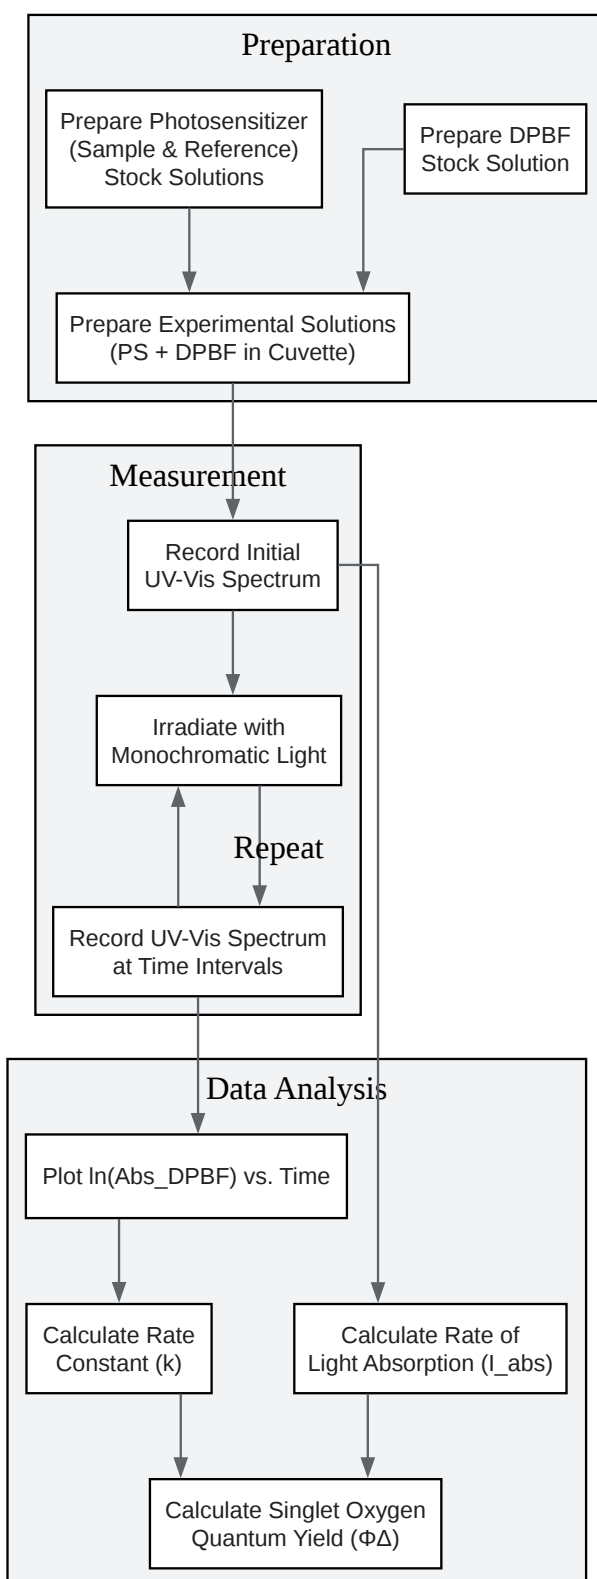 Preparation
Prepare Photosensitizer
(Sample & Reference)
Stock Solutions
Prepare DPBF
Stock Solution
Prepare Experimental Solutions
(PS + DPBF in Cuvette)
Measurement
Record Initial
UV-Vis Spectrum
Irradiate with
Monochromatic Light
Repeat
Record UV-Vis Spectrum
at Time Intervals
Data Analysis
Plot ln(Abs_DPBF) vs. Time
Calculate Rate
Constant (k)
Calculate Rate of
Light Absorption (I_abs)
Calculate Singlet Oxygen
Quantum Yield (ΦΔ)